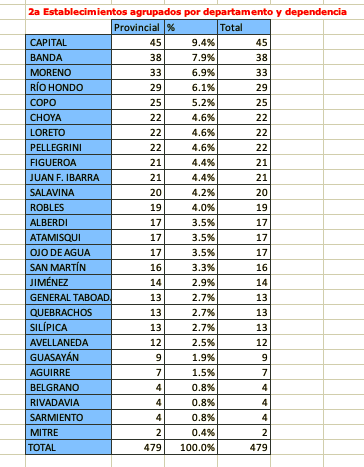 2a Establecimientos agrupados por departamento y dependencia
Provincial % Total
CAPITAL 45 9.4% 45
BANDA 38 7.9% 38
MORENO 33 6.9% 33
RÍO HONDO 29 6.1% 29
COPO 25 5.2% 25
CHOYA 22 4.6% 22
LORETO 22 4.6% 22
PELLEGRINI 22 4.6% 22
FIGUEROA 21 4.4% 21
JUAN F. IBARRA 21 4.4% 21
SALAVINA 20 4.2% 20
ROBLES 19 4.0% 19
ALBERDI 17 3.5% 17
ATAMISQUI 17 3.5% 17
OJO DE AGUA 17 3.5% 17
SAN MARTÍN 16 3.3% 16
JIMÉNEZ 14 2.9% 14
GENERAL TABOAD 13 2.7% 13
QUEBRACHOS 13 2.7% 13
SILÍPICA 13 2.7% 13
AVELLANEDA 12 2.5% 12
GUASAYÁN 9 1.9% 9
AGUIRRE 7 1.5% 7
BELGRANO 4 0.8% 4
RIVADAVIA 4 0.8% 4
SARMIENTO 4 0.8% 4
MITRE 2 0.4% 2
TOTAL 479 100.0% 479